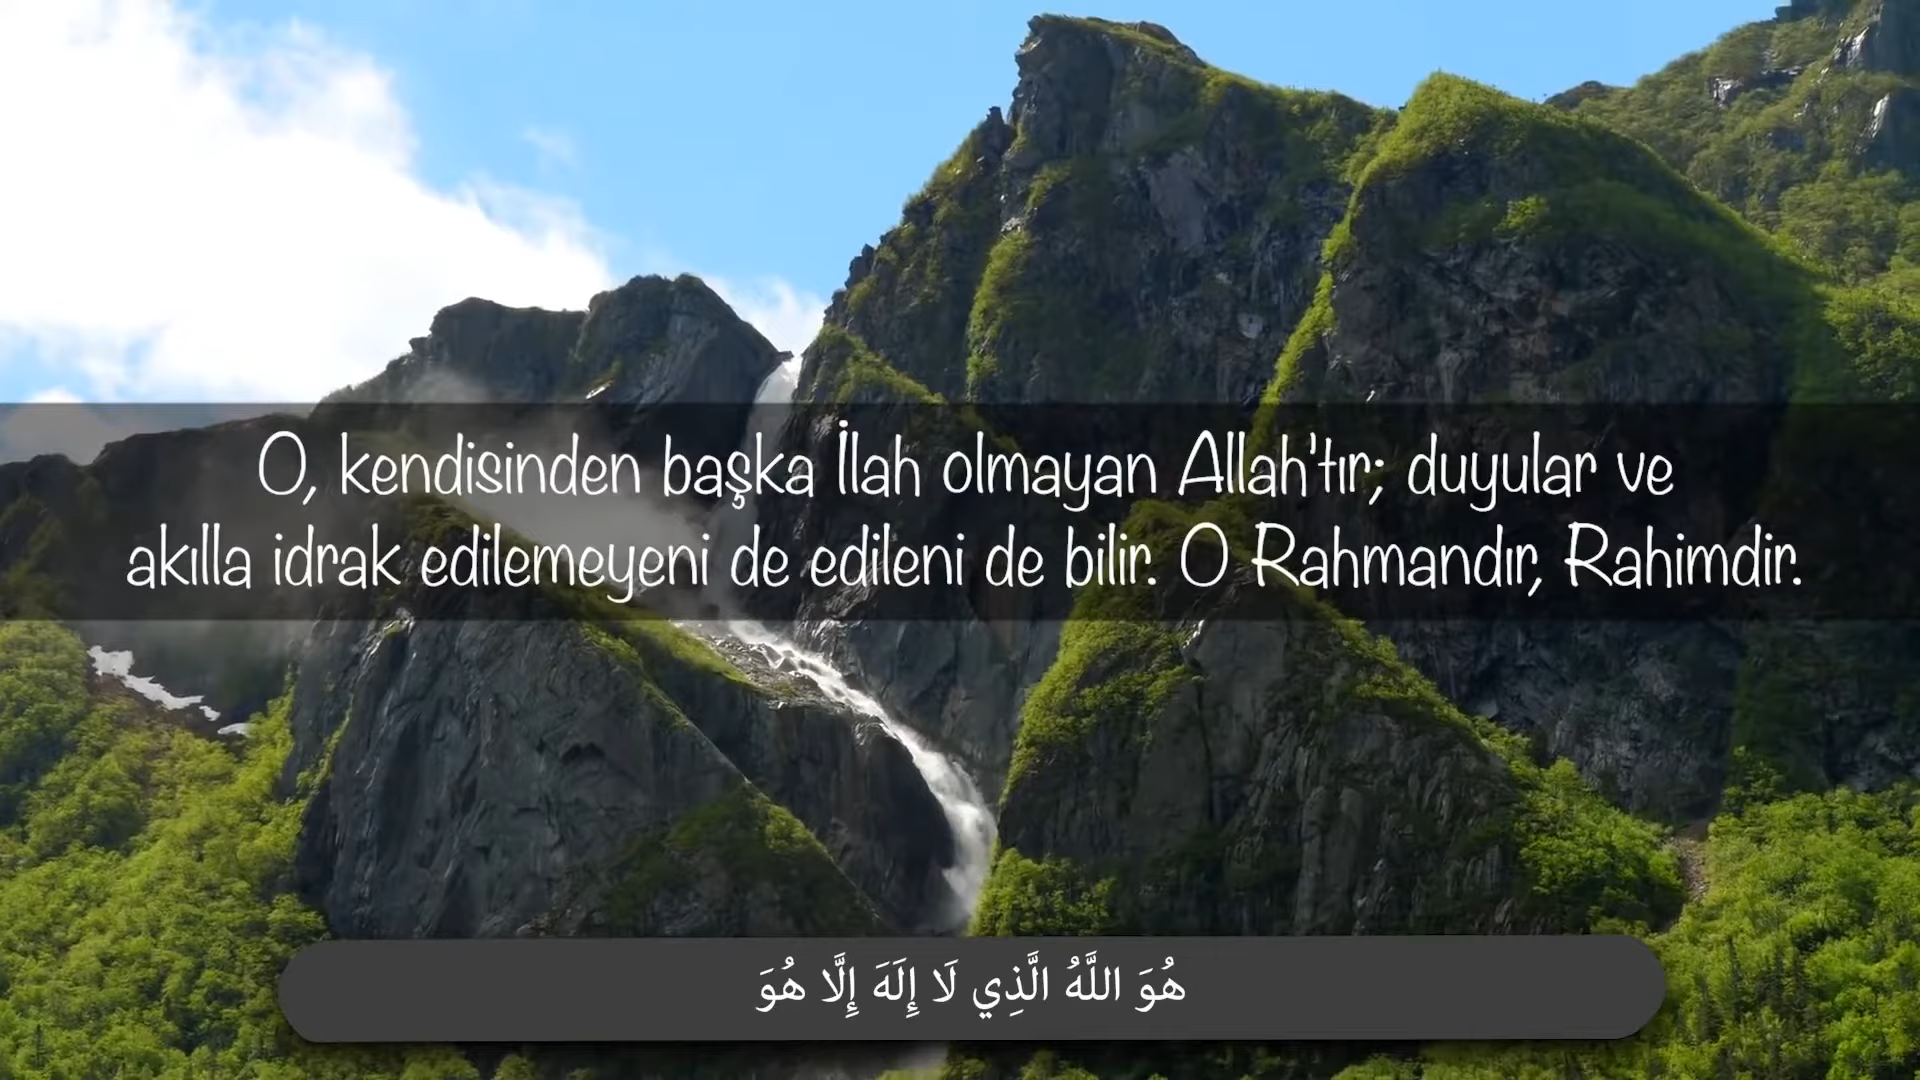 O, kendisinden başka İlah olmayan Allah'tır; duyular ve
akılla idrak edilemeyeni de edileni de bilir. O Rahmandır, Rahimdir.
هُوَ اللَّهُ الَّذِي لَا إِلَهَ إِلَّا هُوَ